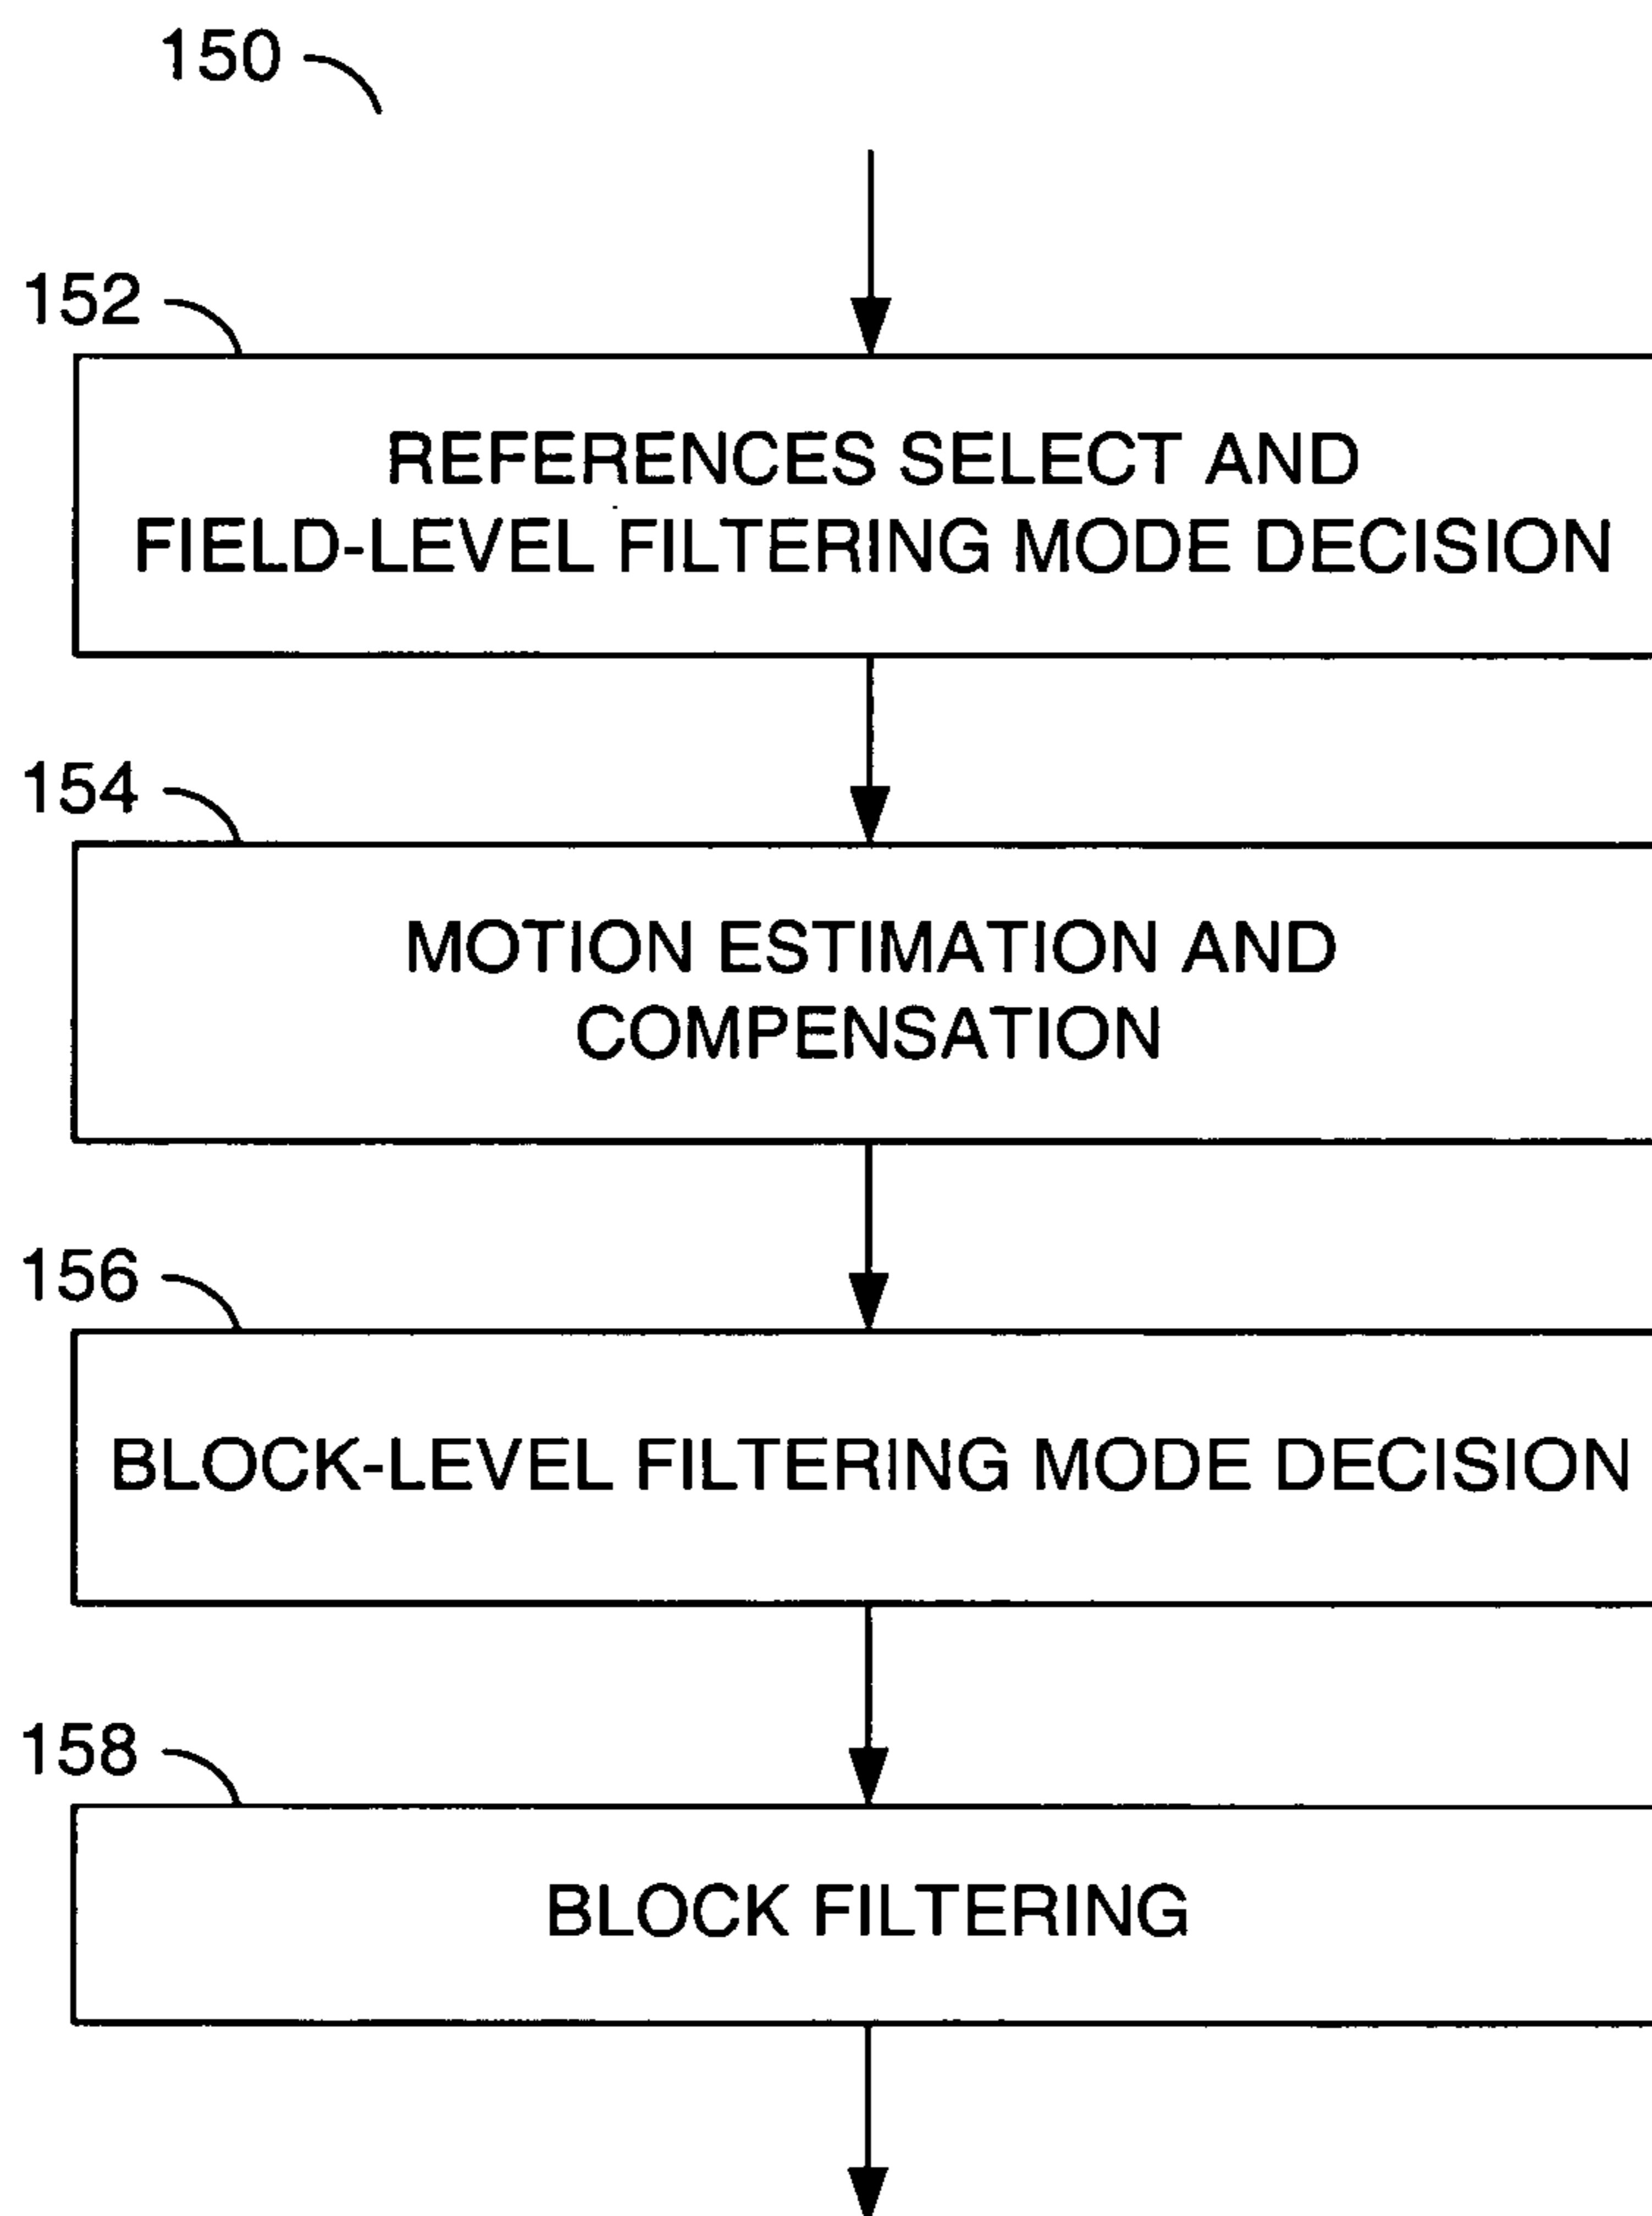 150
152
REFERENCES SELECT AND
FIELD-LEVEL FILTERING MODE DECISION
154
MOTION ESTIMATION AND
COMPENSATION
156
BLOCK-LEVEL FILTERING MODE DECISION
158
BLOCK FILTERING